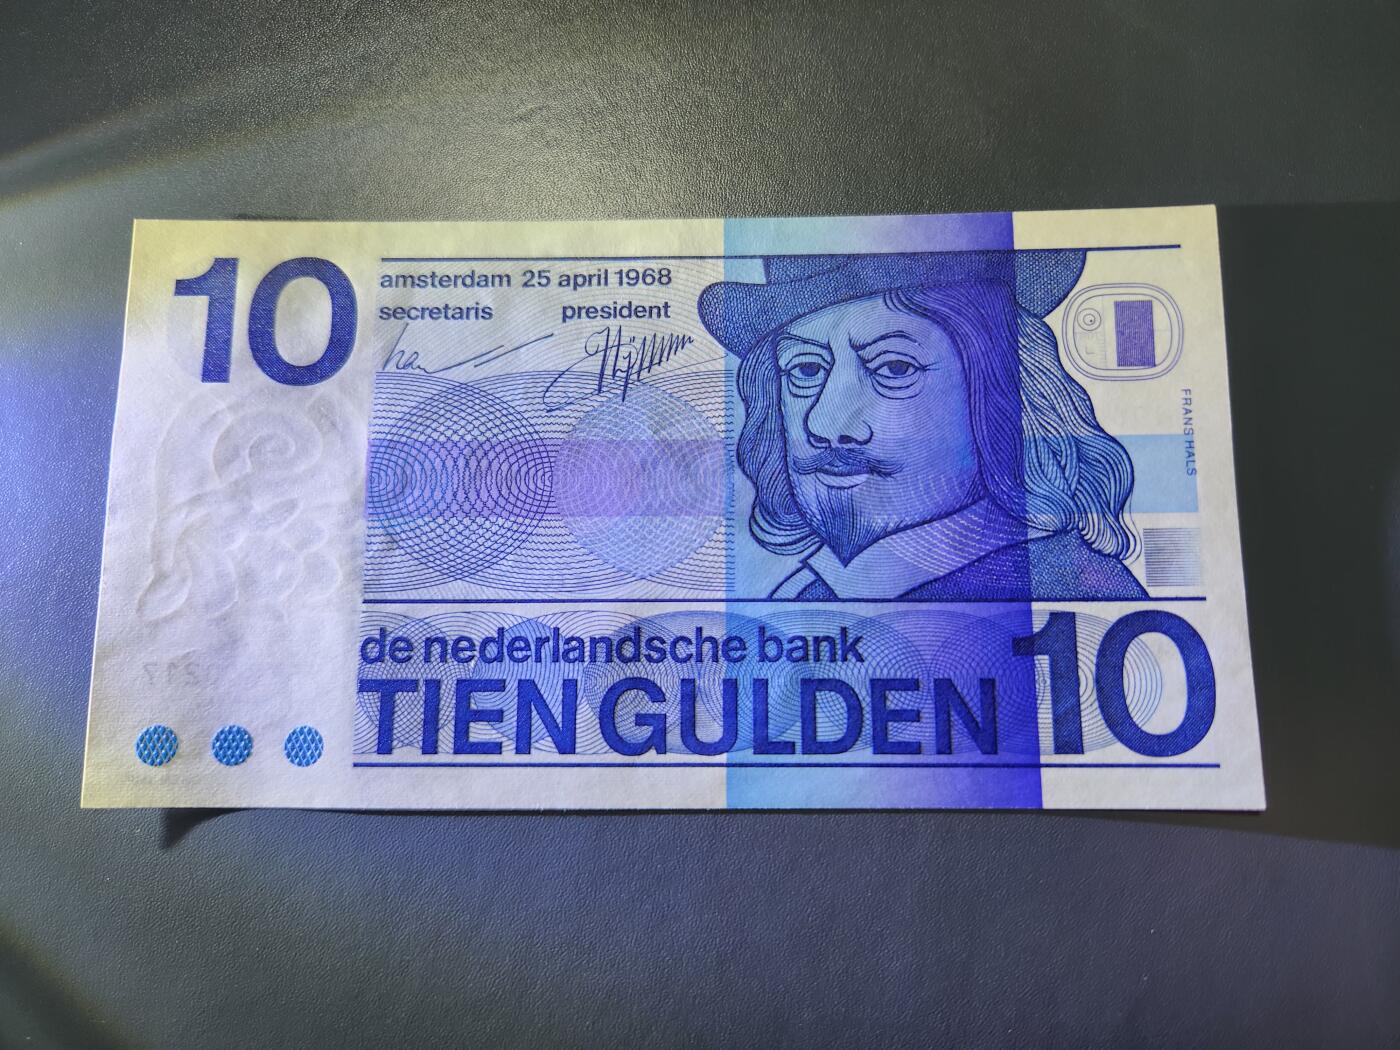 10
amsterdam 25 april 1968
secretaris president
FRANS HALS
de nederlandsche bank
TIEN GULDEN 10